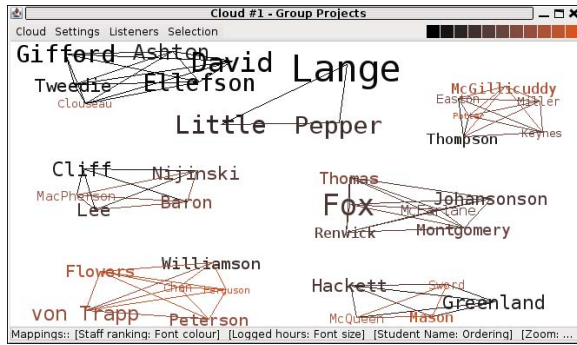 Cloud #1 - Group Projects
Cloud Settings Listeners Selection
Gifford Ashton David Lange
Tweedie Ellefson
Clouseau
Little Pepper
McGillicuddy
Easton Miller
Potter
Thompson Keynes
Cliff Nijinski
MacPherson Baron
Lee
Thomas
Fox McFarlane Johansonson
Renwick Montgomery
Flowers Williamson
Chen Ferguson
von Trapp Peterson
Hackett Sword
Greenland
McQueen Mason
Mappings:: [Staff ranking: Font colour] [Logged hours: Font size] [Student Name: Ordering] [Zoom: ...